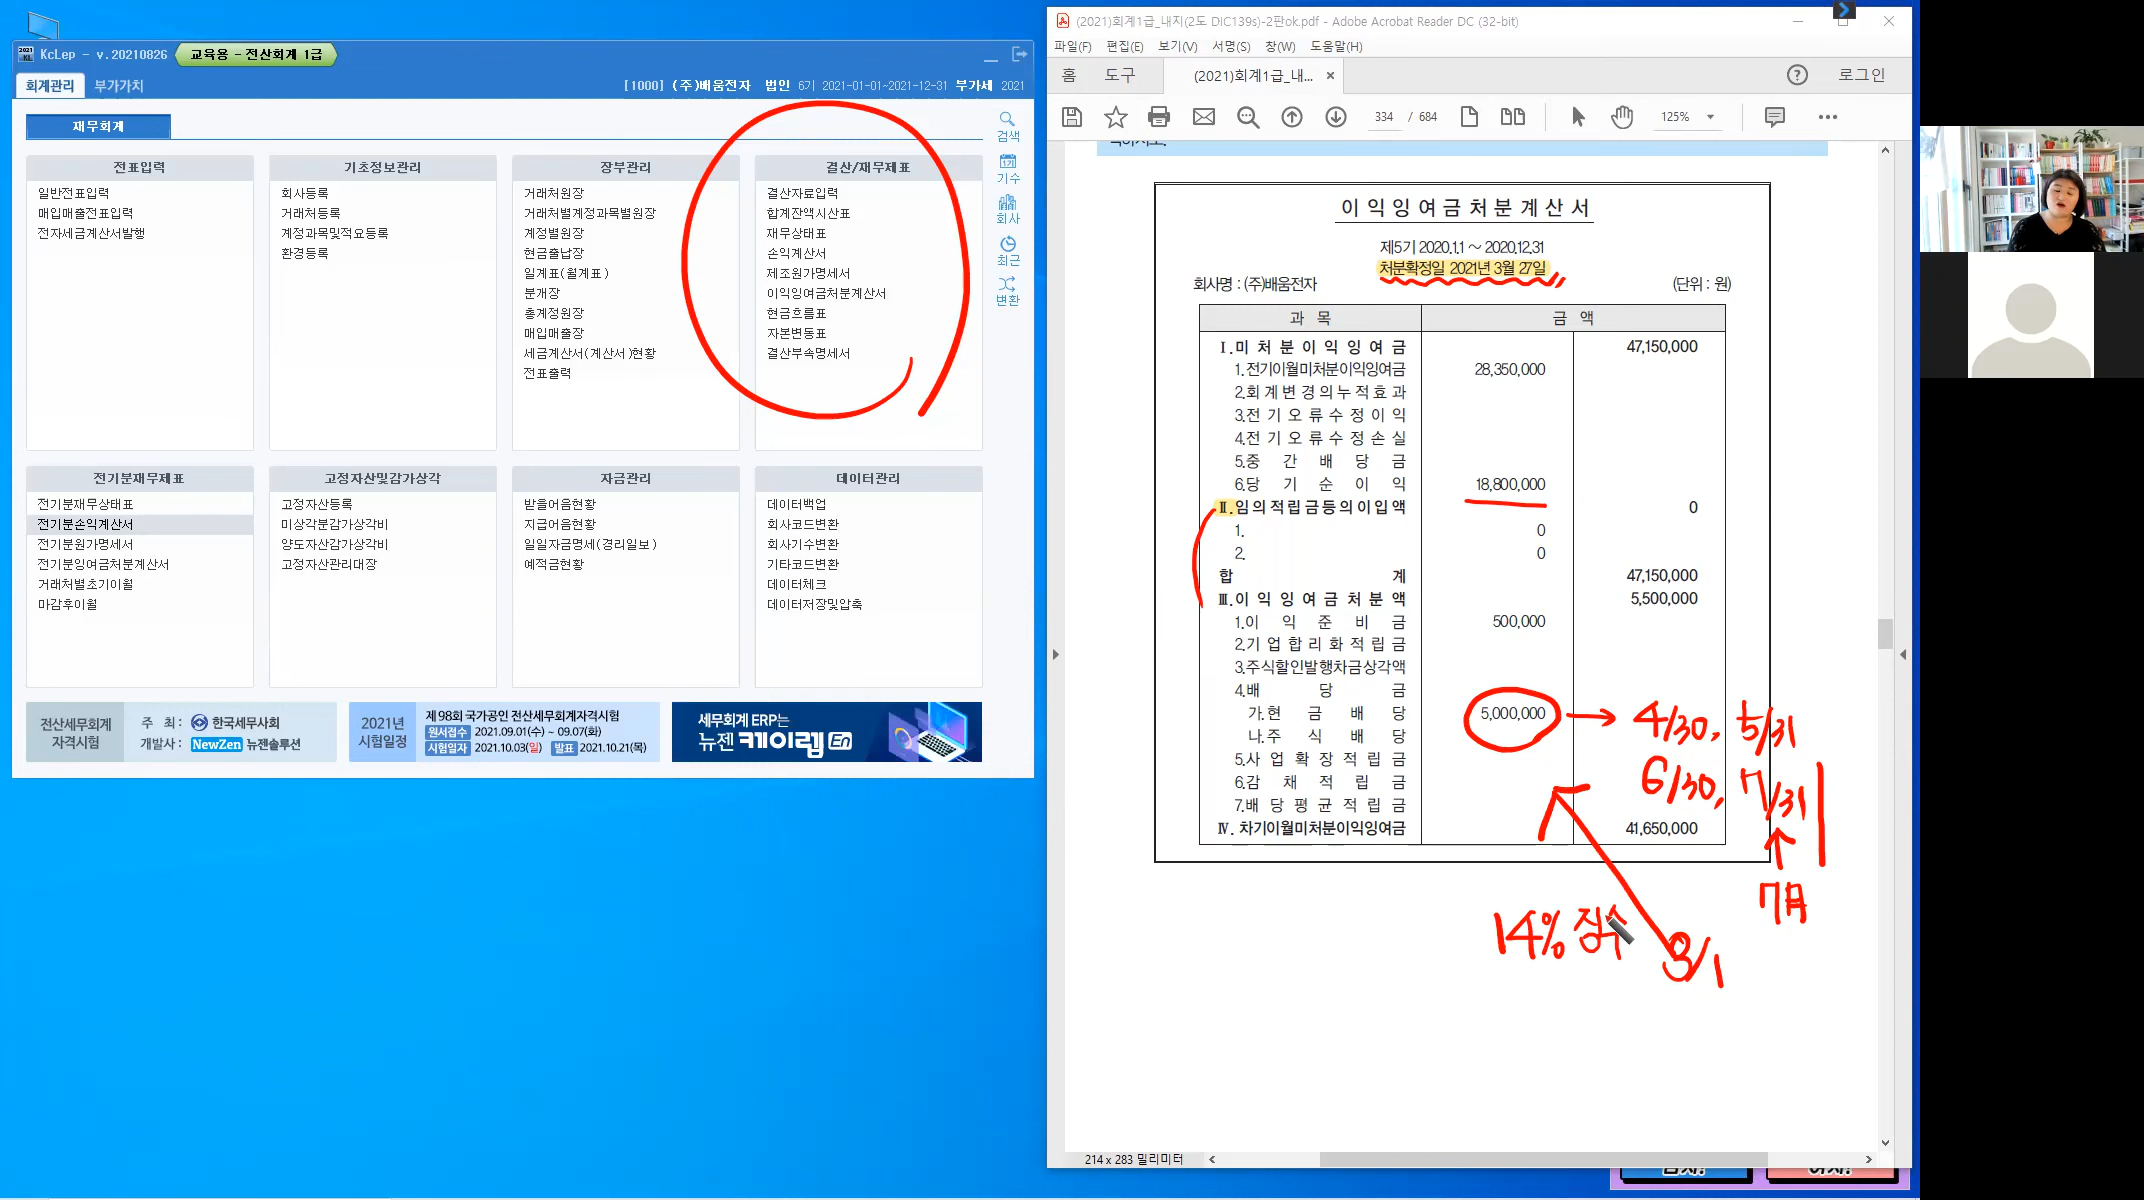 KcLep - v.20210826 교육용 - 전산회계 1급
회계관리 부가가치 [1000] (주)배움전자 법인 6기 2021-01-01~2021-12-31 부가세 2021
재무회계
검색
기수
회사
최근
변환
전표입력
일반전표입력
매입매출전표입력
전자세금계산서발행
기초정보관리
회사등록
거래처등록
계정과목및적요등록
환경등록
장부관리
거래처원장
거래처별계정과목별원장
계정별원장
현금출납장
일계표(월계표)
분개장
총계정원장
매입매출장
세금계산서(계산서)현황
전표출력
결산/재무제표
결산자료입력
합계잔액시산표
재무상태표
손익계산서
제조원가명세서
이익잉여금처분계산서
현금흐름표
자본변동표
결산부속명세서
전기분재무제표
전기분재무상태표
전기분손익계산서
전기분원가명세서
전기분잉여금처분계산서
거래처별초기이월
마감후이월
고정자산및감가상각
고정자산등록
미상각분감가상각비
양도자산감가상각비
고정자산관리대장
자금관리
받을어음현황
지급어음현황
일일자금명세(경리일보)
예적금현황
데이터관리
데이터백업
회사코드변환
회사기수변환
기타코드변환
데이터체크
데이터저장및압축
전산세무회계
자격시험
주 최 : 한국세무사회
개발사 : NewZen 뉴젠솔루션
2021년
시험일정
제98회 국가공인 전산세무회계자격시험
원서접수 2021.09.01(수) ~ 09.07(화)
시험일자 2021.10.03(일) 발표 2021.10.21(목)
세무회계 ERP는
뉴젠 케이렙 En
(2021)회계1급_내지(2도 DIC139s)-2판ok.pdf - Adobe Acrobat Reader DC (32-bit)
파일(F) 편집(E) 보기(V) 서명(S) 창(W) 도움말(H)
홈 도구 (2021)회계1급_내... × 로그인
334 / 684 125%
이익잉여금처분계산서
제5기 2020.1.1 ~ 2020.12.31
처분확정일 2021년 3월 27일
회사명 : (주)배움전자 (단위 : 원)
과 목 금 액
Ⅰ.미처분이익잉여금 47,150,000
1.전기이월미처분이익잉여금 28,350,000
2.회계변경의누적효과
3.전기오류수정이익
4.전기오류수정손실
5.중간배당금
6.당기순이익 18,800,000
Ⅱ.임의적립금등의이입액 0
1. 0
2. 0
합 계 47,150,000
Ⅲ.이익잉여금처분액 5,500,000
1.이익준비금 500,000
2.기업합리화적립금
3.주식할인발행차금상각액
4.배당금
가.현금배당 5,000,000
나.주식배당
5.사업확장적립금
6.감채적립금
7.배당평균적립금
Ⅳ. 차기이월미처분이익잉여금 41,650,000
4/30, 5/31
6/30, 7/31
7月
14% 징수
3/1
214 x 283 밀리미터